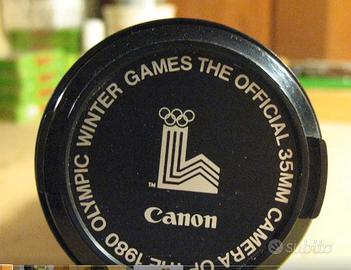 THE OFFICIAL 35MM CAMERA OF THE 1980 OLYMPIC WINTER GAMES
TM
Canon
subito